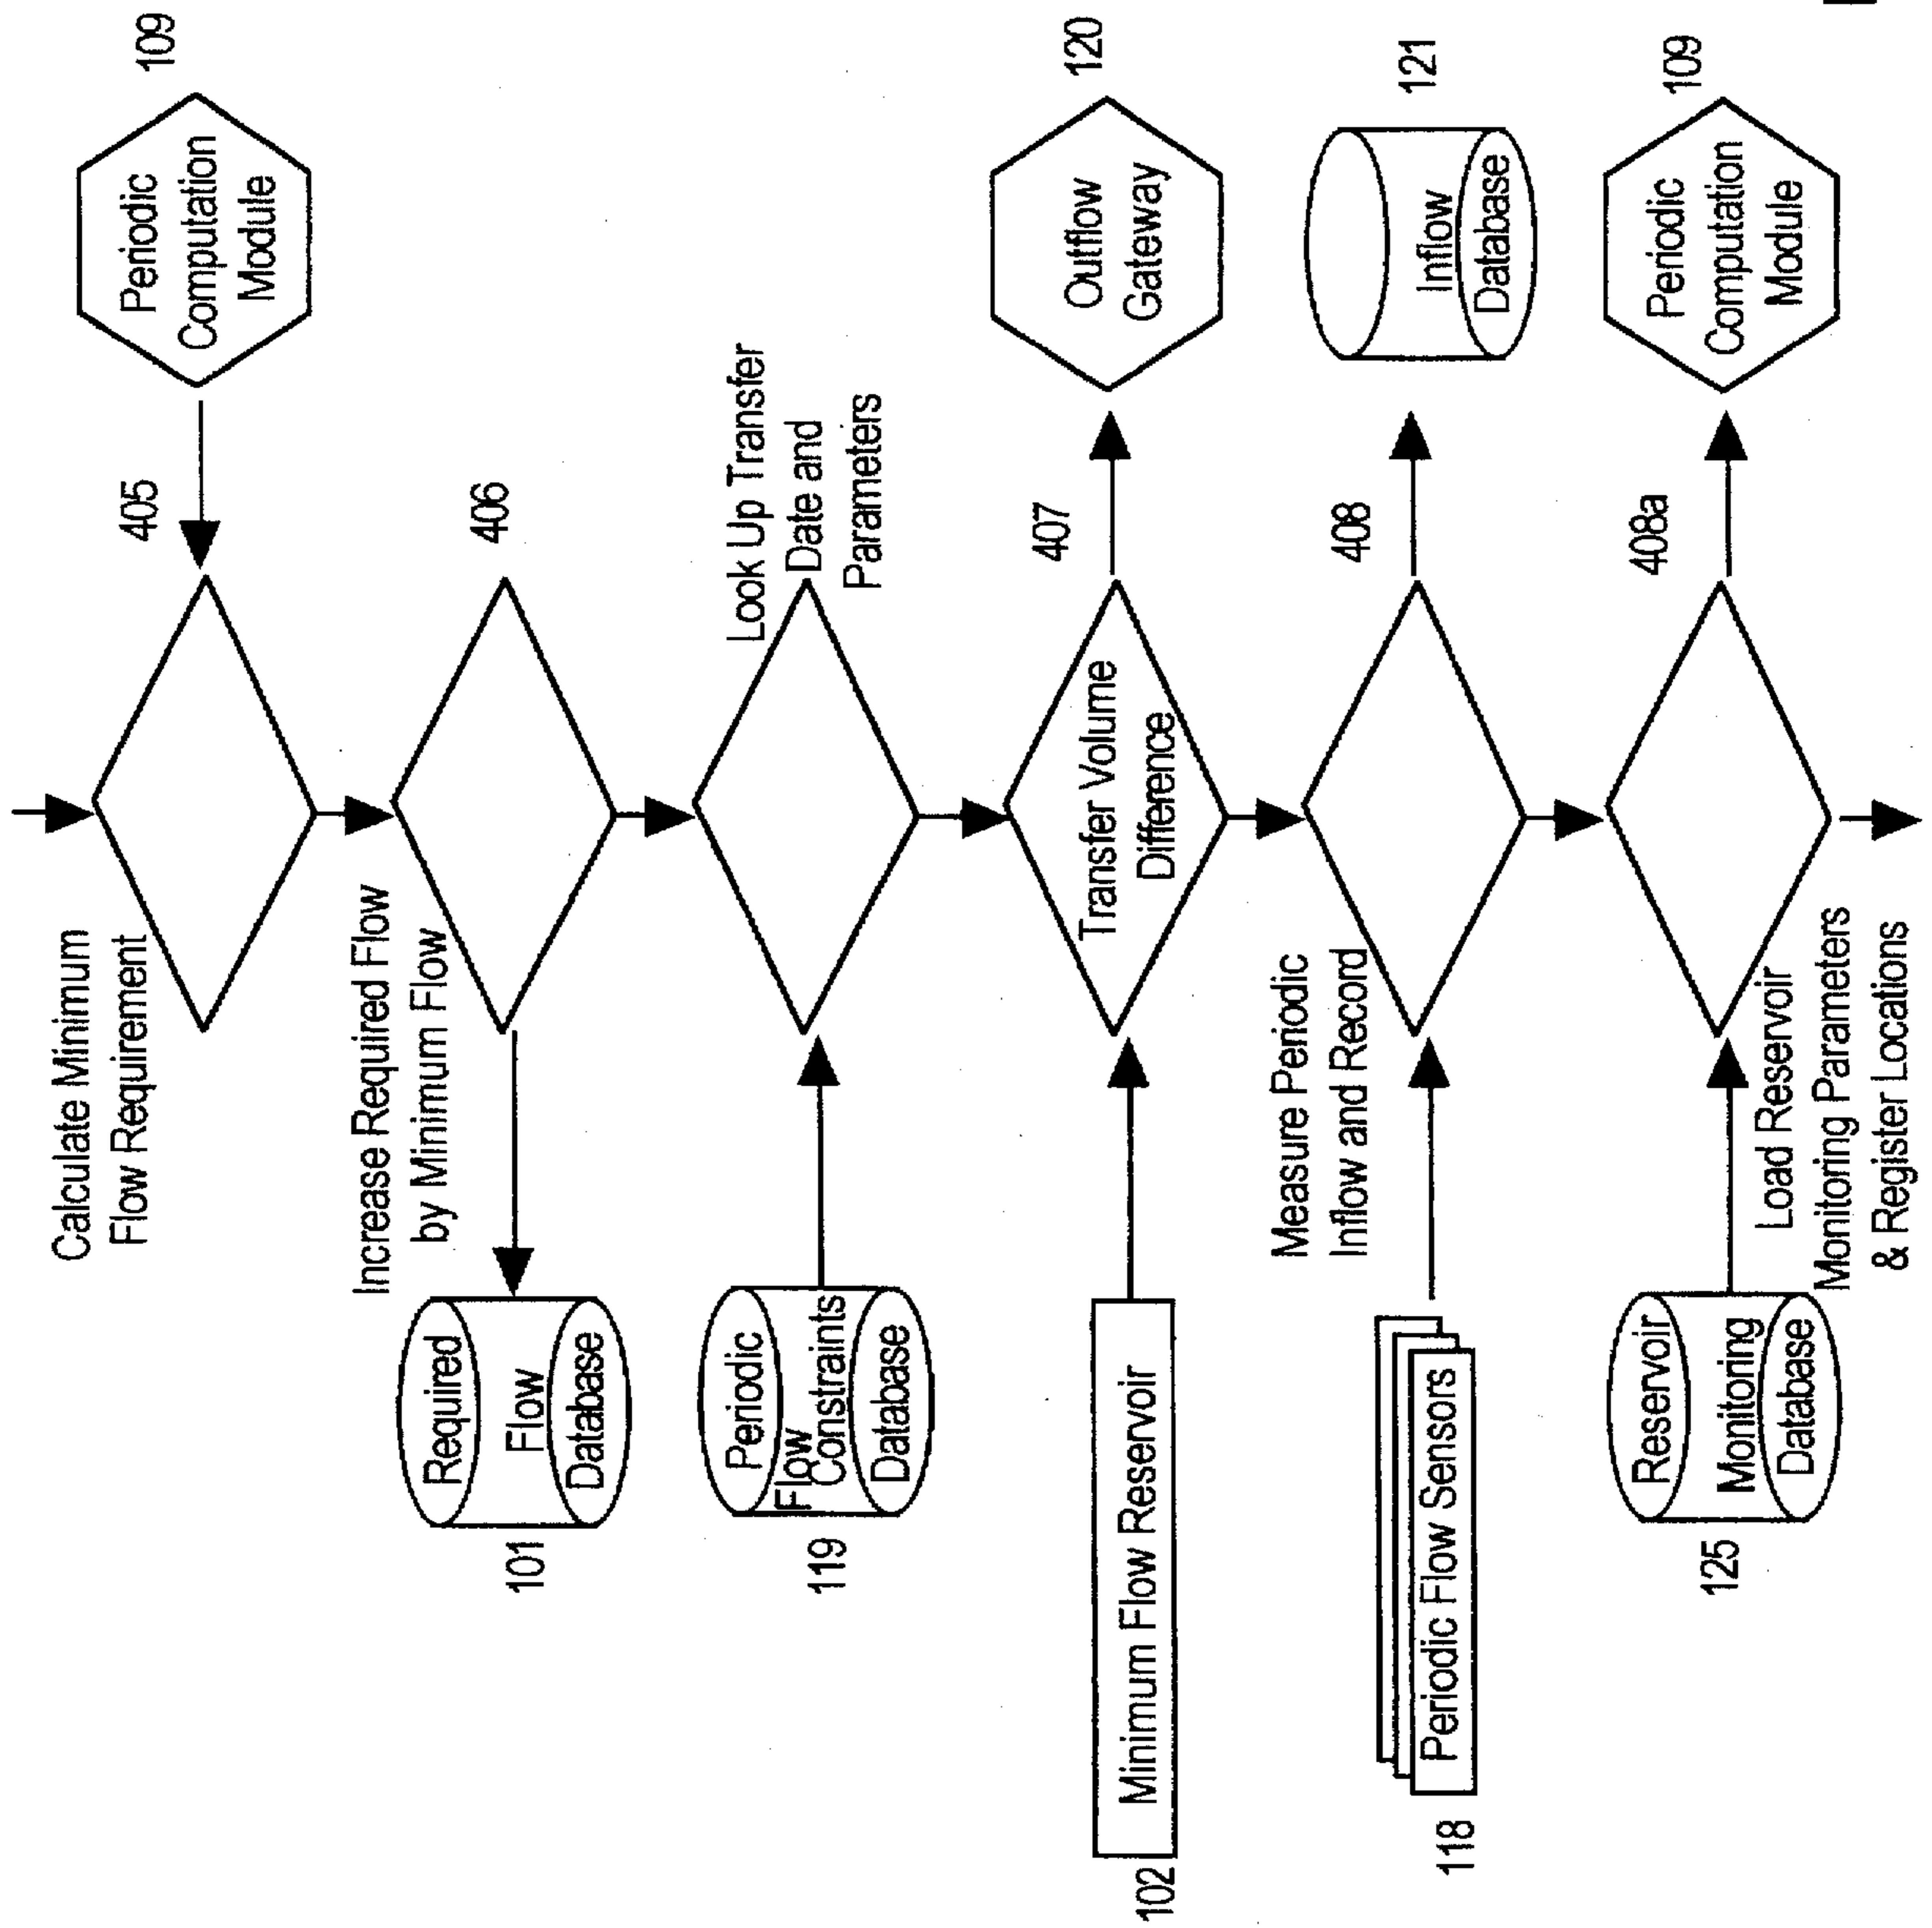 Calculate Minimum
Flow Requirement
405
Periodic
Computation
Module
109
Increase Required Flow
by Minimum Flow
406
Required
Flow
Database
101
Look Up Transfer
Date and
Parameters
Periodic
Flow
Constraints
Database
119
Minimum Flow Reservoir
102
Transfer Volume
Difference
407
Outflow
Gateway
120
Measure Periodic
Inflow and Record
Periodic Flow Sensors
118
408
Inflow
Database
121
Reservoir
Monitoring
Database
125
Load Reservoir
Monitoring Parameters
& Register Locations
408a
Periodic
Computation
Module
109